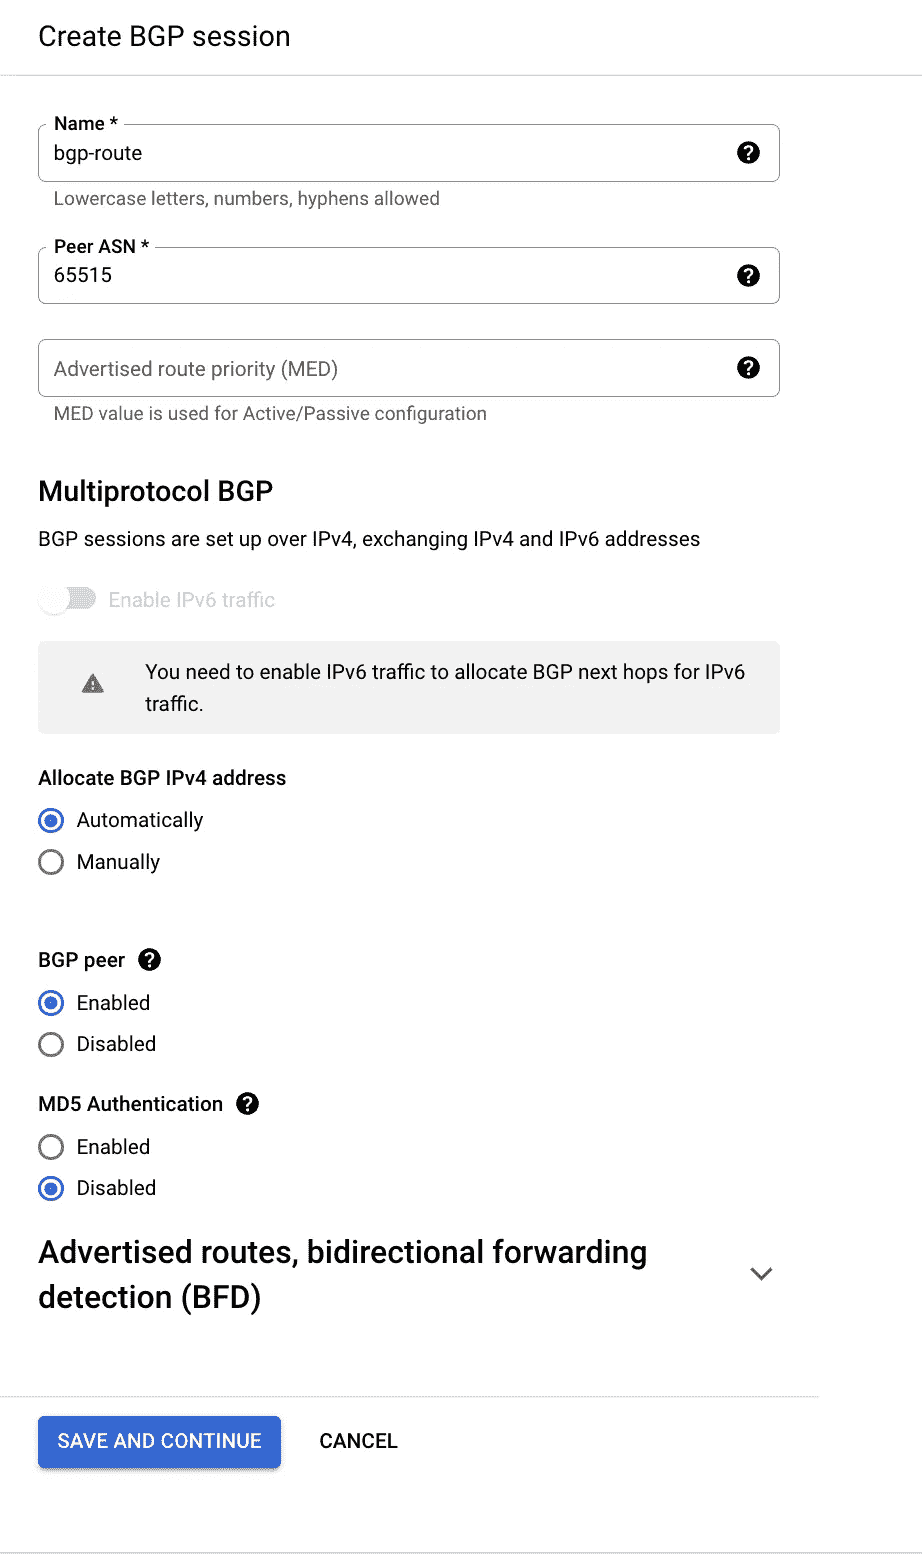 Create BGP session
Name *
bgp-route
Lowercase letters, numbers, hyphens allowed
Peer ASN *
65515
Advertised route priority (MED)
MED value is used for Active/Passive configuration
Multiprotocol BGP
BGP sessions are set up over IPv4, exchanging IPv4 and IPv6 addresses
Enable IPv6 traffic
You need to enable IPv6 traffic to allocate BGP next hops for IPv6
traffic.
Allocate BGP IPv4 address
Automatically
Manually
BGP peer
Enabled
Disabled
MD5 Authentication
Enabled
Disabled
Advertised routes, bidirectional forwarding
detection (BFD)
SAVE AND CONTINUE CANCEL